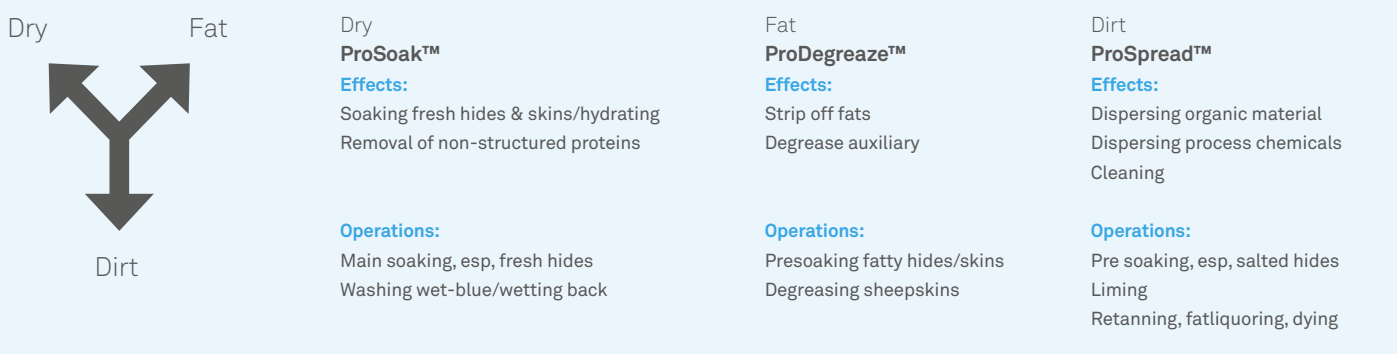 Dry
Fat
Dirt
Dry
ProSoak™
Effects:
Soaking fresh hides & skins/hydrating
Removal of non-structured proteins
Operations:
Main soaking, esp, fresh hides
Washing wet-blue/wetting back
Fat
ProDegreaze™
Effects:
Strip off fats
Degrease auxiliary
Operations:
Presoaking fatty hides/skins
Degreasing sheepskins
Dirt
ProSpread™
Effects:
Dispersing organic material
Dispersing process chemicals
Cleaning
Operations:
Pre soaking, esp, salted hides
Liming
Retanning, fatliquoring, dying